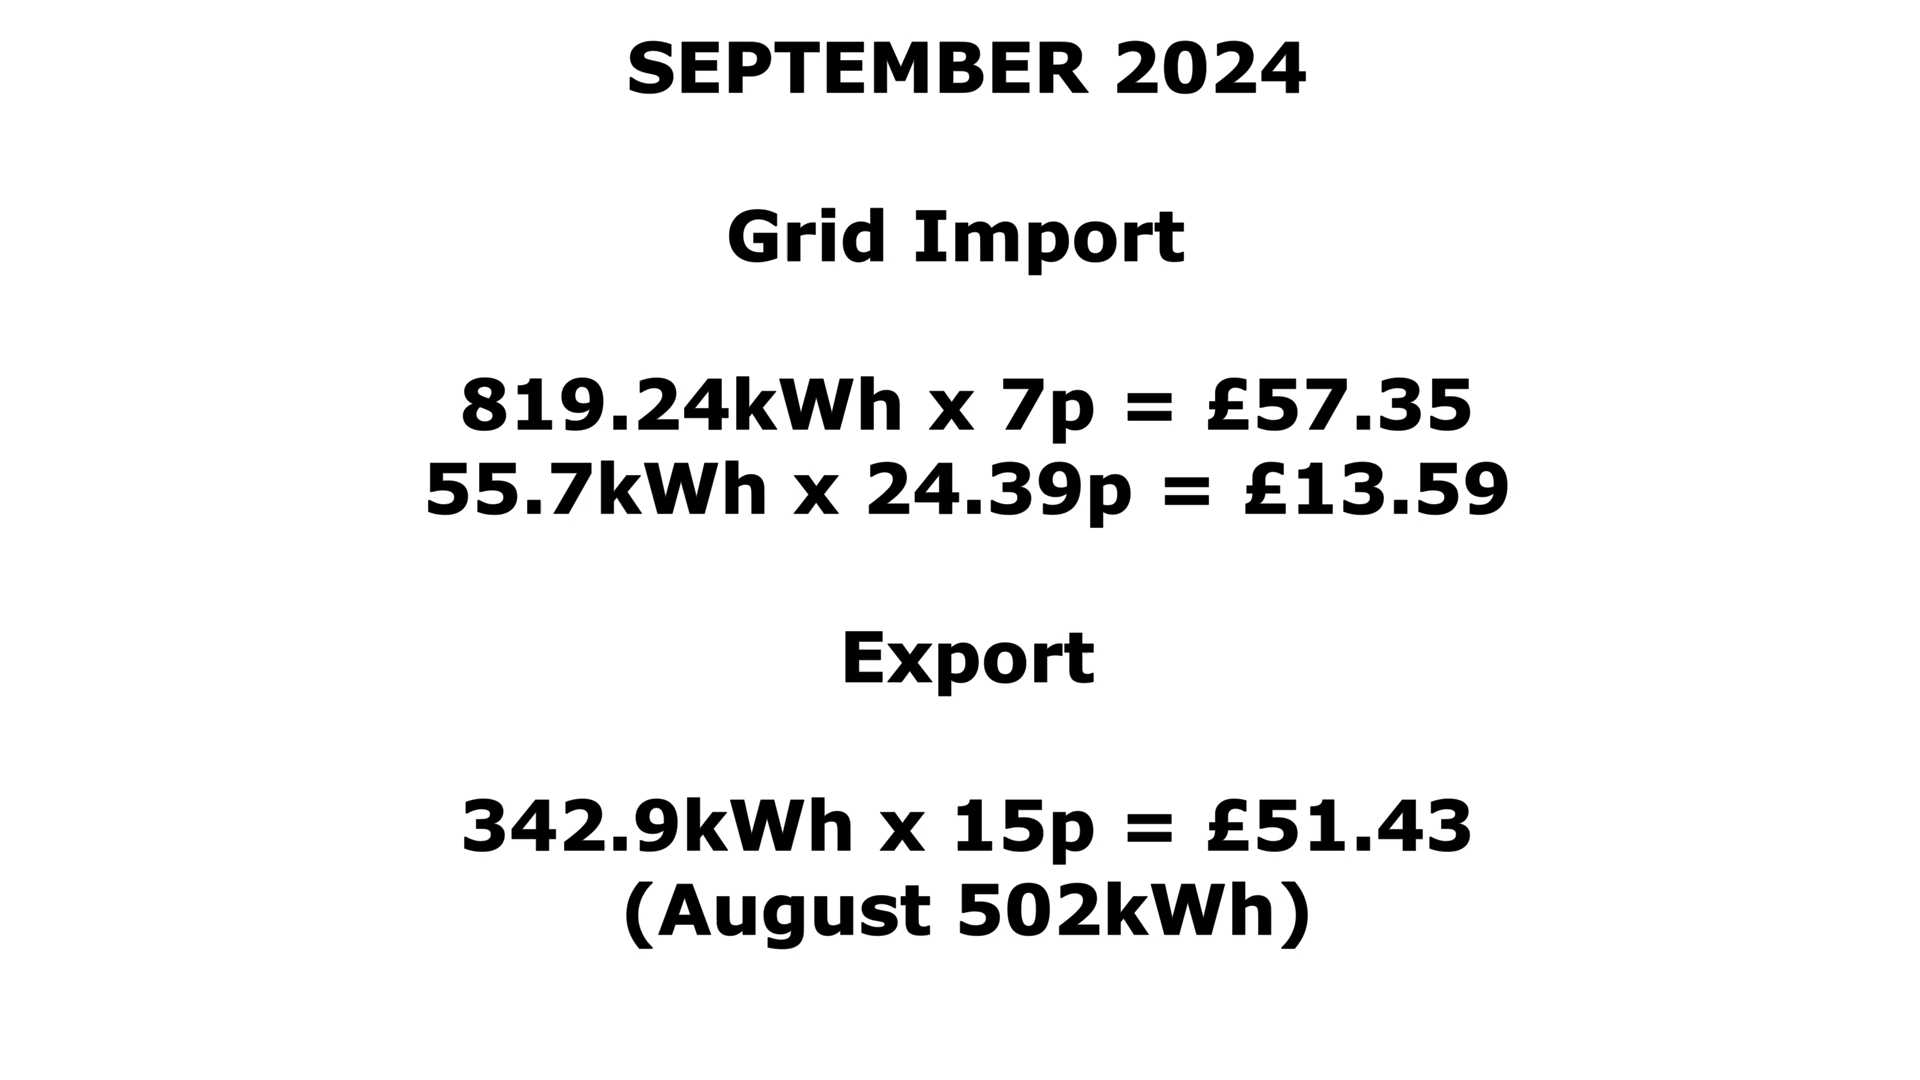 SEPTEMBER 2024
Grid Import
819.24kWh x 7p = £57.35
55.7kWh x 24.39p = £13.59
Export
342.9kWh x 15p = £51.43
(August 502kWh)